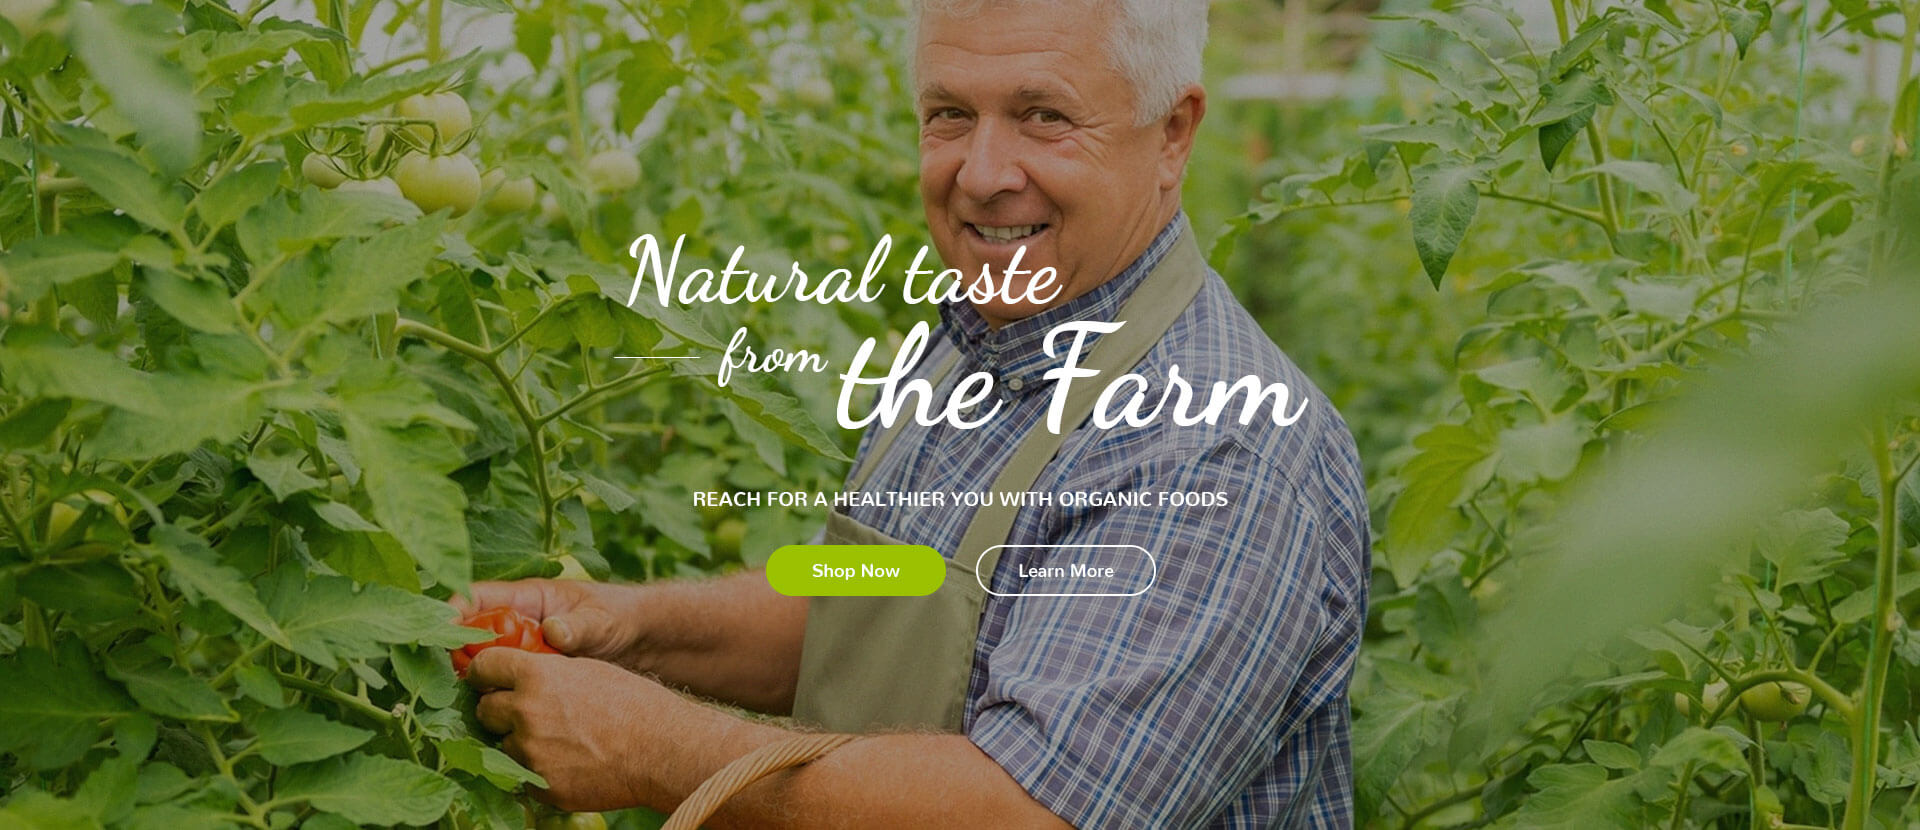 Natural taste
from the Farm
REACH FOR A HEALTHIER YOU WITH ORGANIC FOODS
Shop Now
Learn More